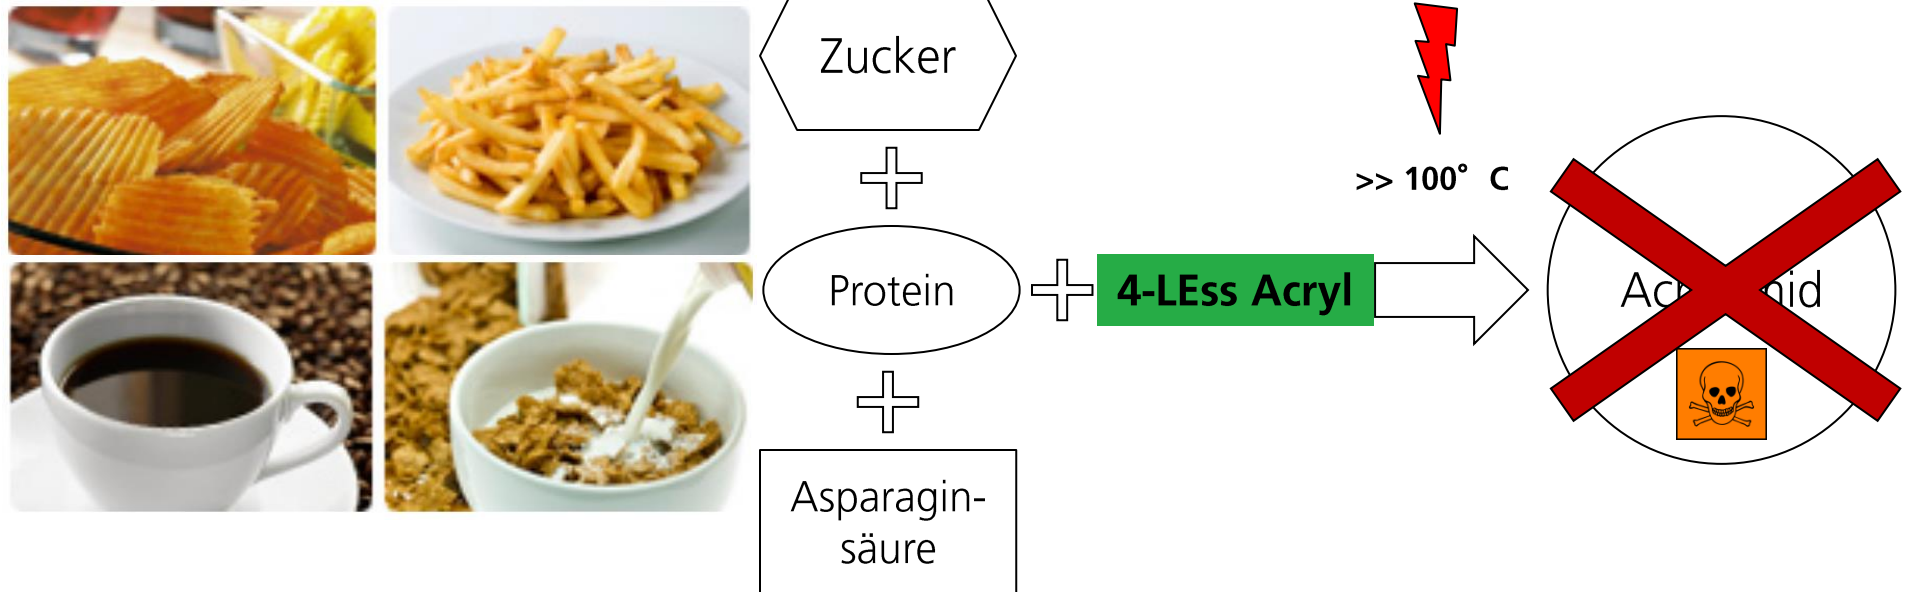 Zucker
>> 100° C
Protein
4-LEss Acryl
Asparagin-
säure